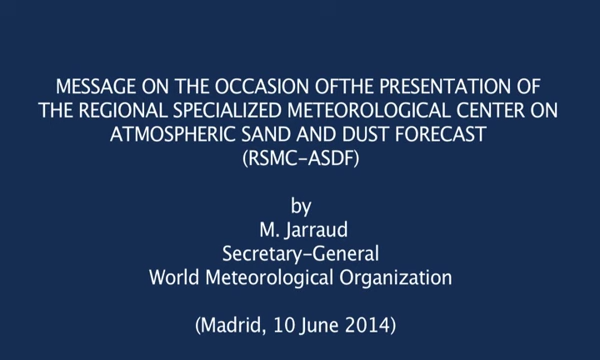 MESSAGE ON THE OCCASION OFTHE PRESENTATION OF
THE REGIONAL SPECIALIZED METEOROLOGICAL CENTER ON
ATMOSPHERIC SAND AND DUST FORECAST
(RSMC-ASDF)
by
M. Jarraud
Secretary-General
World Meteorological Organization
(Madrid, 10 June 2014)